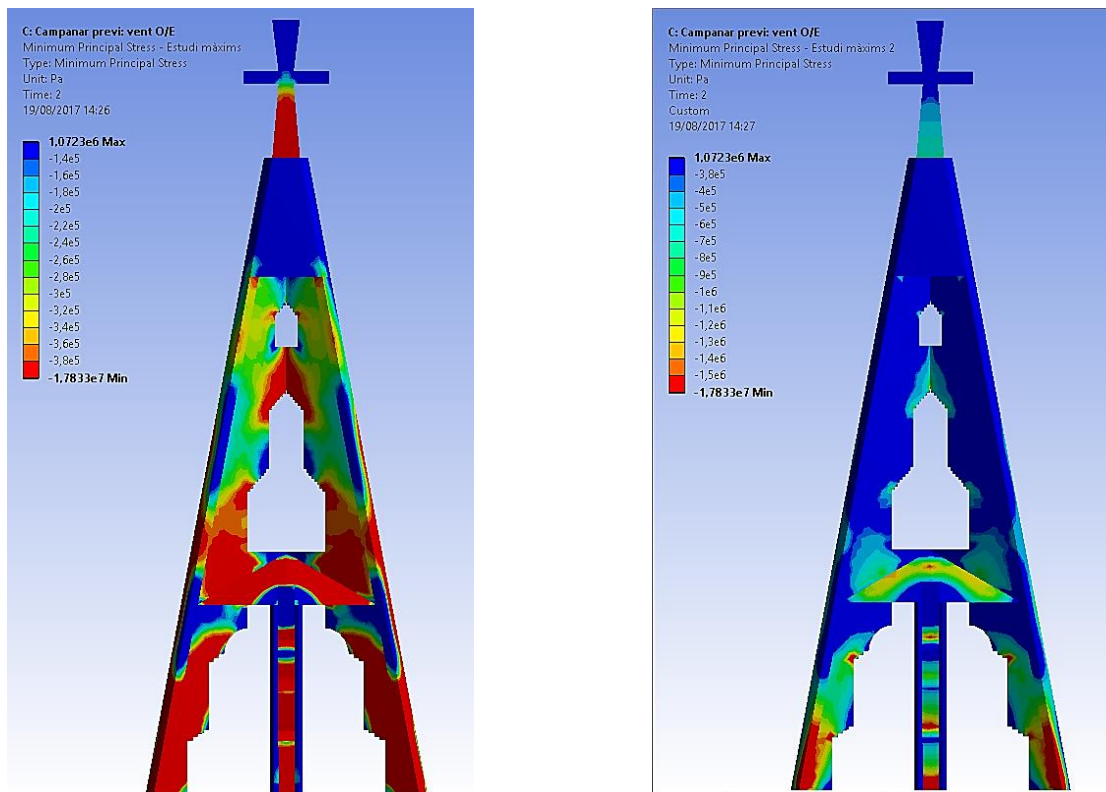 C: Campanar previ: vent O/E
Minimum Principal Stress - Estudi màxims
Type: Minimum Principal Stress
Unit: Pa
Time: 2
19/08/2017 14:26
1,0723e6 Max
-1,4e5
-1,6e5
-1,8e5
-2e5
-2,2e5
-2,4e5
-2,6e5
-2,8e5
-3e5
-3,2e5
-3,4e5
-3,6e5
-3,8e5
-1,7833e7 Min
C: Campanar previ: vent O/E
Minimum Principal Stress - Estudi màxims 2
Type: Minimum Principal Stress
Unit: Pa
Time: 2
Custom
19/08/2017 14:27
1,0723e6 Max
-3,8e5
-4e5
-5e5
-6e5
-7e5
-8e5
-9e5
-1e6
-1,1e6
-1,2e6
-1,3e6
-1,4e6
-1,5e6
-1,7833e7 Min